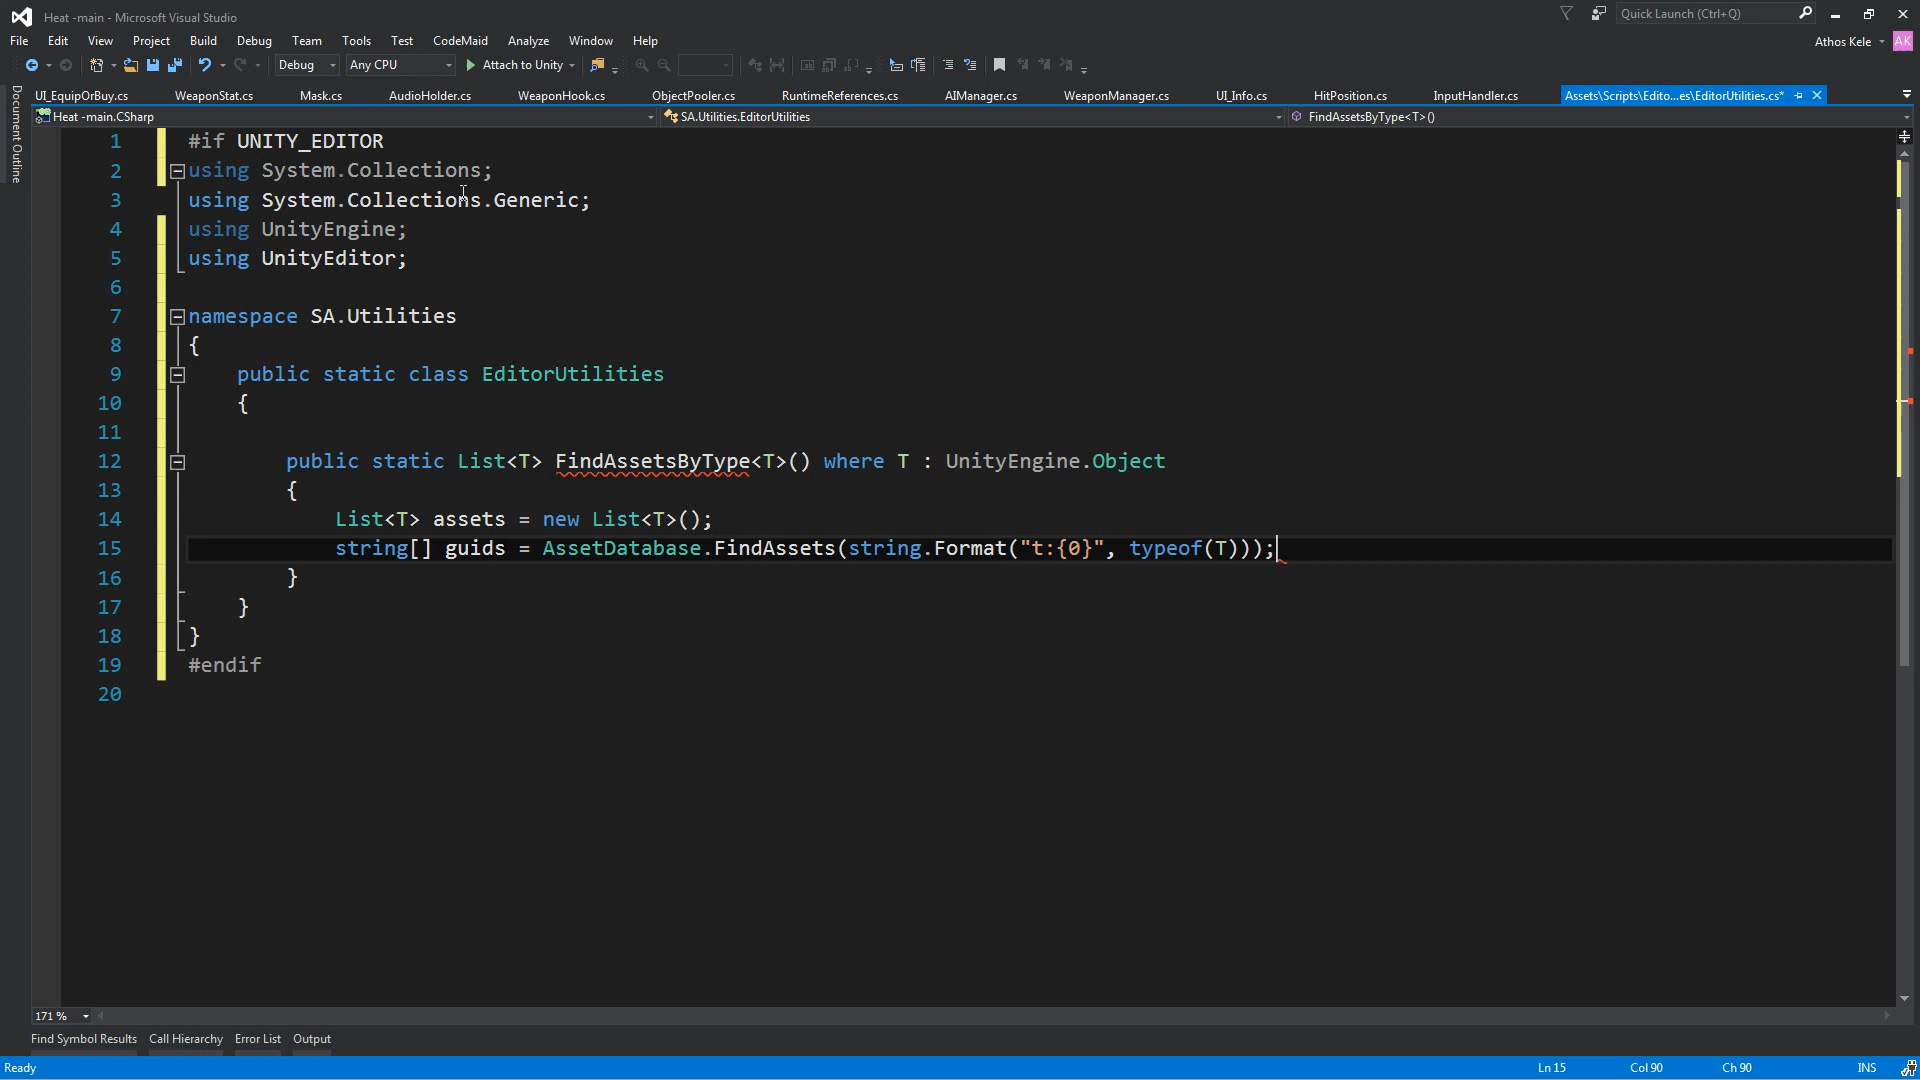 Heat -main - Microsoft Visual Studio
Quick Launch (Ctrl+Q)
File Edit View Project Build Debug Team Tools Test CodeMaid Analyze Window Help
Athos Kele AK
Debug Any CPU Attach to Unity
Document Outline
UI_EquipOrBuy.cs WeaponStat.cs Mask.cs AudioHolder.cs WeaponHook.cs ObjectPooler.cs RuntimeReferences.cs AIManager.cs WeaponManager.cs UI_Info.cs HitPosition.cs InputHandler.cs Assets\Scripts\Edito...es\EditorUtilities.cs*
Heat -main.CSharp SA.Utilities.EditorUtilities FindAssetsByType<T>()
1 #if UNITY_EDITOR
2 using System.Collections;
3 using System.Collections.Generic;
4 using UnityEngine;
5 using UnityEditor;
6
7 namespace SA.Utilities
8 {
9 public static class EditorUtilities
10 {
11
12 public static List<T> FindAssetsByType<T>() where T : UnityEngine.Object
13 {
14 List<T> assets = new List<T>();
15 string[] guids = AssetDatabase.FindAssets(string.Format("t:{0}", typeof(T)));
16 }
17 }
18 }
19 #endif
20
171 %
Find Symbol Results Call Hierarchy Error List Output
Ready Ln 15 Col 90 Ch 90 INS